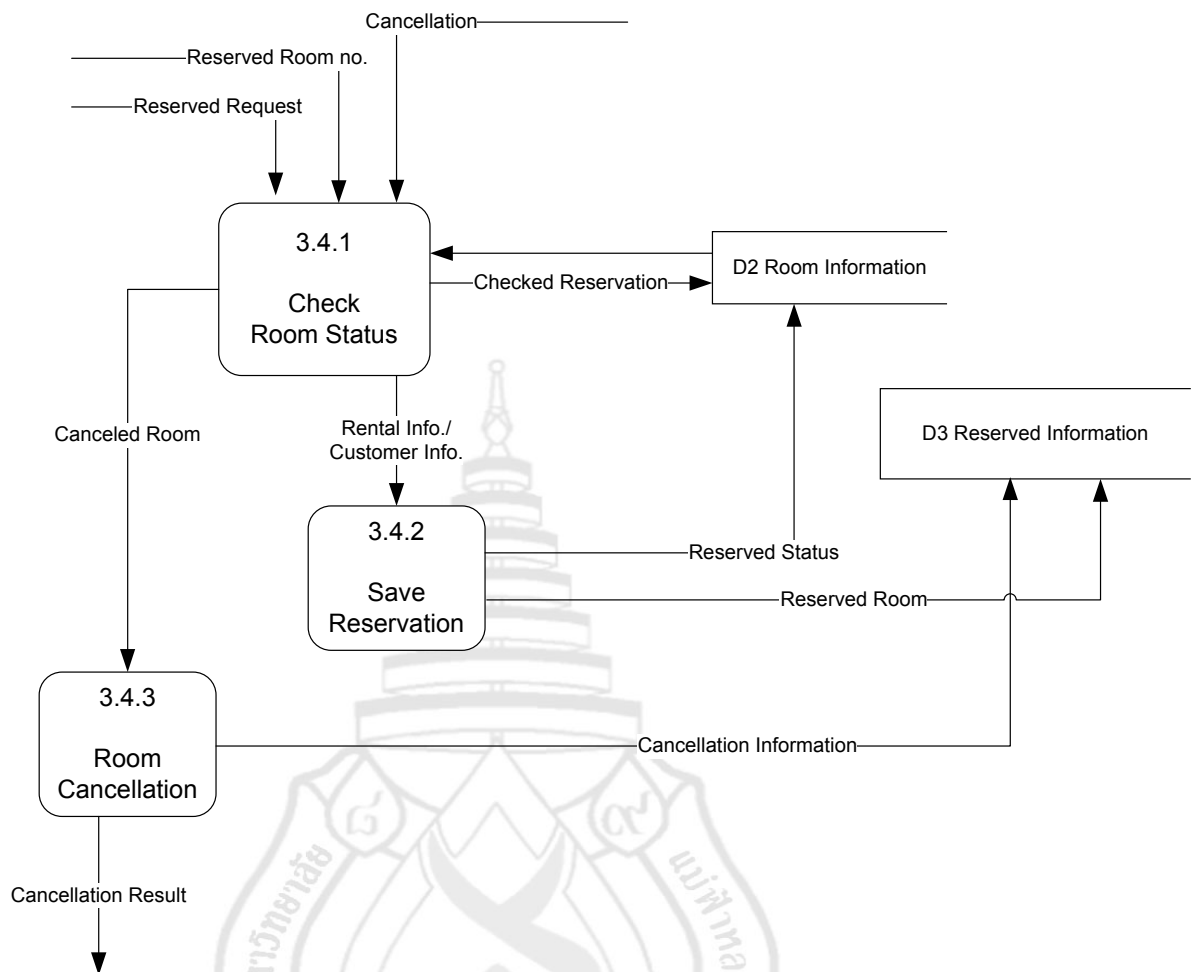 Cancellation
Reserved Room no.
Reserved Request
3.4.1
Check
Room Status
Checked Reservation
D2 Room Information
Canceled Room
Rental Info./
Customer Info.
D3 Reserved Information
3.4.2
Save
Reservation
Reserved Status
Reserved Room
3.4.3
Room
Cancellation
Cancellation Information
Cancellation Result